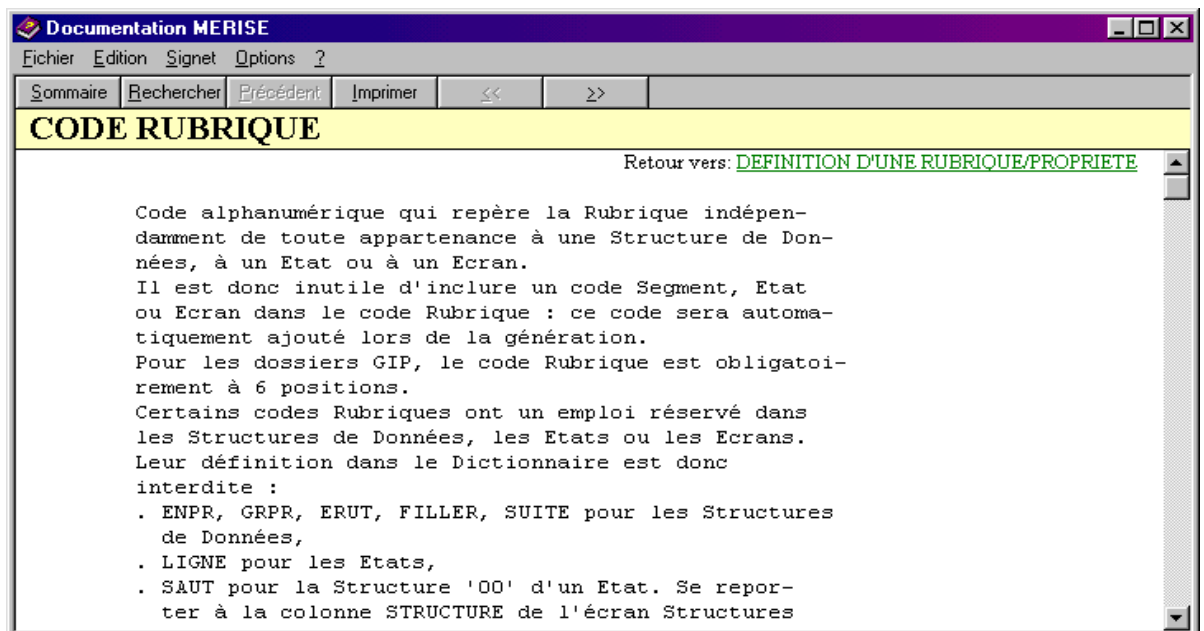 Documentation MERISE
Fichier Edition Signet Options ?
Sommaire Rechercher Précédent Imprimer << >>
CODE RUBRIQUE
Retour vers: DEFINITION D'UNE RUBRIQUE/PROPRIETE
Code alphanumérique qui repère la Rubrique indépen-
damment de toute appartenance à une Structure de Don-
nées, à un Etat ou à un Ecran.
Il est donc inutile d'inclure un code Segment, Etat
ou Ecran dans le code Rubrique : ce code sera automa-
tiquement ajouté lors de la génération.
Pour les dossiers GIP, le code Rubrique est obligatoi-
rement à 6 positions.
Certains codes Rubriques ont un emploi réservé dans
les Structures de Données, les Etats ou les Ecrans.
Leur définition dans le Dictionnaire est donc
interdite :
. ENPR, GRPR, ERUT, FILLER, SUITE pour les Structures
de Données,
. LIGNE pour les Etats,
. SAUT pour la Structure '00' d'un Etat. Se repor-
ter à la colonne STRUCTURE de l'écran Structures